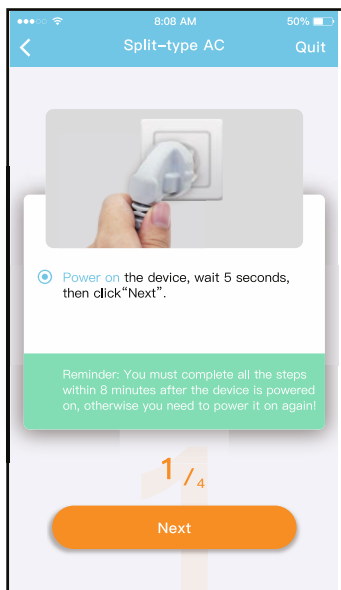 8:08 AM
50%
Split-type AC
Quit
Power on the device, wait 5 seconds,
then click“Next”.
Reminder: You must complete all the steps
within 8 minutes after the device is powered
on, otherwise you need to power it on again!
1
1/4
Next